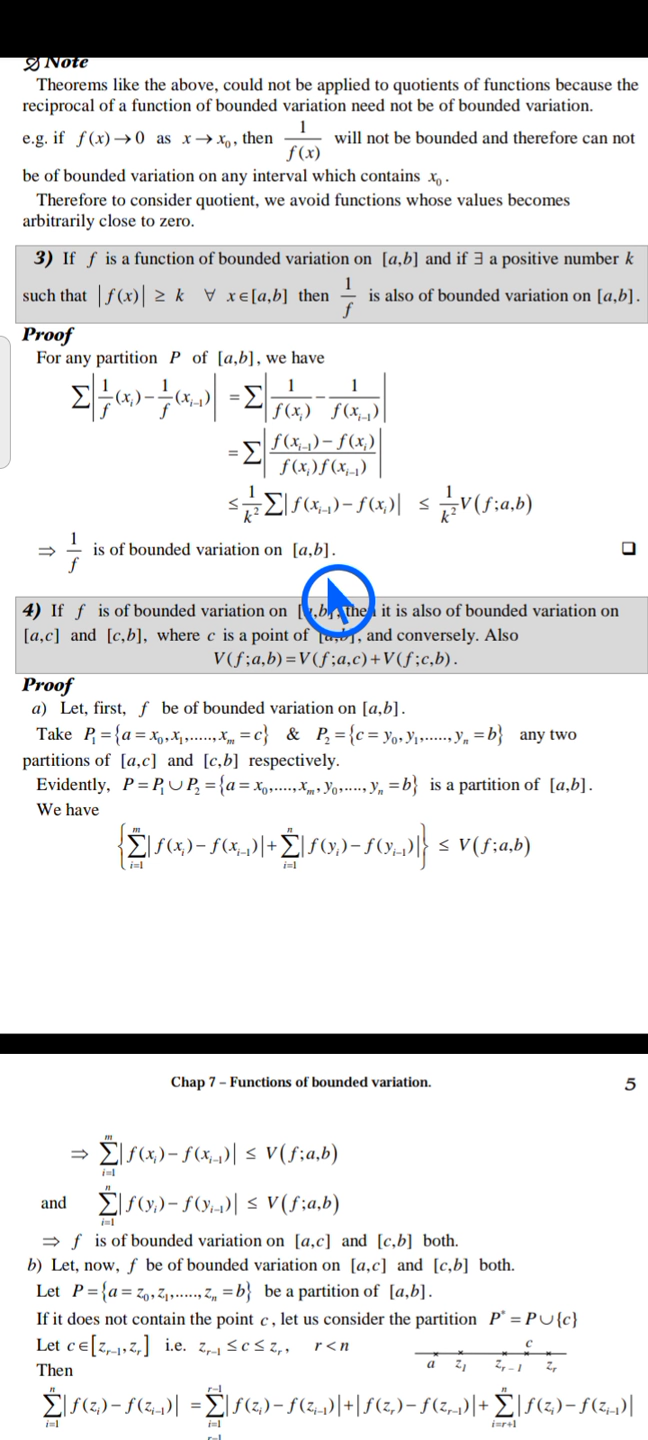 Note
Theorems like the above, could not be applied to quotients of functions because the
reciprocal of a function of bounded variation need not be of bounded variation.
e.g. if f(x)→0 as x→x₀, then 1/f(x) will not be bounded and therefore can not
be of bounded variation on any interval which contains x₀.
Therefore to consider quotient, we avoid functions whose values becomes
arbitrarily close to zero.
3) If f is a function of bounded variation on [a,b] and if ∃ a positive number k
such that |f(x)| ≥ k ∀ x∈[a,b] then 1/f is also of bounded variation on [a,b].
Proof
For any partition P of [a,b], we have
∑|1/f(xᵢ) − 1/f(xᵢ₋₁)| = ∑|1/f(xᵢ) − 1/f(xᵢ₋₁)|
= ∑|(f(xᵢ₋₁) − f(xᵢ))/(f(xᵢ)f(xᵢ₋₁))|
≤ 1/k² ∑|f(xᵢ₋₁) − f(xᵢ)| ≤ 1/k² V(f;a,b)
⇒ 1/f is of bounded variation on [a,b]. ❑
4) If f is of bounded variation on [a,b], then it is also of bounded variation on
[a,c] and [c,b], where c is a point of [a,b], and conversely. Also
V(f;a,b) = V(f;a,c) + V(f;c,b).
Proof
a) Let, first, f be of bounded variation on [a,b].
Take P₁ = {a = x₀, x₁,......, xₘ = c} & P₂ = {c = y₀, y₁,......, yₙ = b} any two
partitions of [a,c] and [c,b] respectively.
Evidently, P = P₁ ∪ P₂ = {a = x₀,...., xₘ, y₀,...., yₙ = b} is a partition of [a,b].
We have
{∑ᵢ₌₁ᵐ|f(xᵢ) − f(xᵢ₋₁)| + ∑ᵢ₌₁ⁿ|f(yᵢ) − f(yᵢ₋₁)|} ≤ V(f;a,b)
Chap 7 – Functions of bounded variation. 5
⇒ ∑ᵢ₌₁ᵐ|f(xᵢ) − f(xᵢ₋₁)| ≤ V(f;a,b)
and ∑ᵢ₌₁ⁿ|f(yᵢ) − f(yᵢ₋₁)| ≤ V(f;a,b)
⇒ f is of bounded variation on [a,c] and [c,b] both.
b) Let, now, f be of bounded variation on [a,c] and [c,b] both.
Let P = {a = z₀, z₁,......, zₙ = b} be a partition of [a,b].
If it does not contain the point c, let us consider the partition P* = P ∪ {c}
Let c∈[zᵣ₋₁, zᵣ] i.e. zᵣ₋₁ ≤ c ≤ zᵣ, r < n
c
a z₁ zᵣ₋₁ zᵣ
Then
∑ᵢ₌₁ⁿ|f(zᵢ) − f(zᵢ₋₁)| = ∑ᵢ₌₁ʳ⁻¹|f(zᵢ) − f(zᵢ₋₁)| + |f(zᵣ) − f(zᵣ₋₁)| + ∑ᵢ₌ᵣ₊₁ⁿ|f(zᵢ) − f(zᵢ₋₁)|
r−1